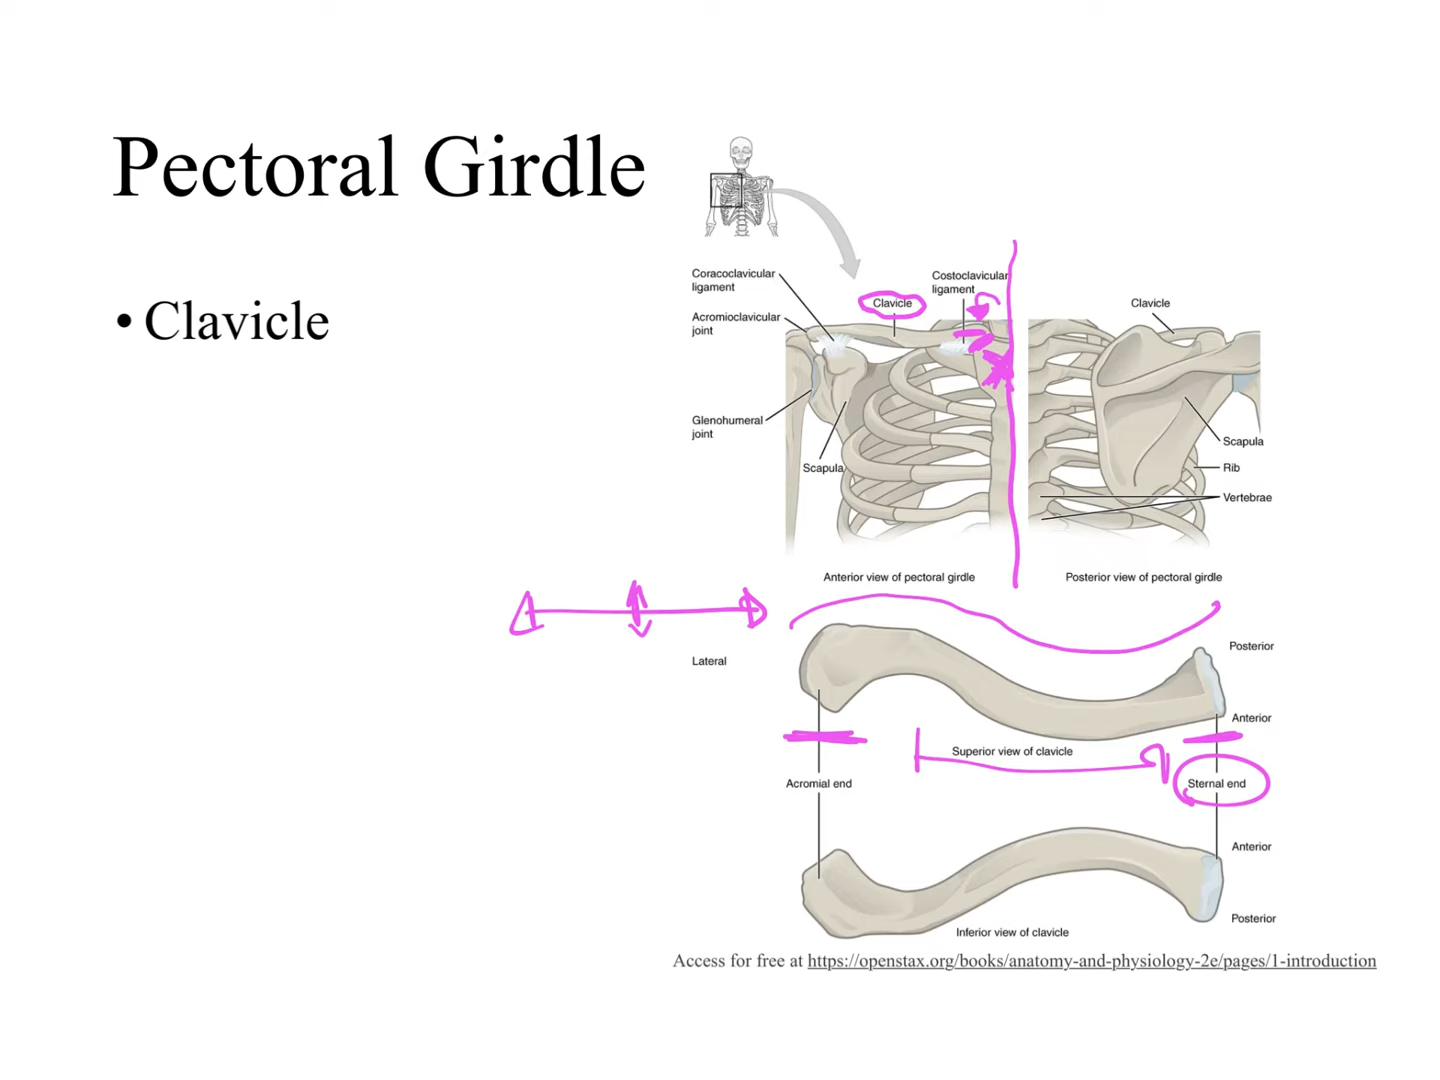 Pectoral Girdle
• Clavicle
Coracoclavicular
ligament
Costoclavicular
ligament
Clavicle
Clavicle
Acromioclavicular
joint
Glenohumeral
joint
Scapula
Scapula
Rib
Vertebrae
Anterior view of pectoral girdle
Posterior view of pectoral girdle
Lateral
Posterior
Anterior
Superior view of clavicle
Acromial end
Sternal end
Anterior
Posterior
Inferior view of clavicle
Access for free at https://openstax.org/books/anatomy-and-physiology-2e/pages/1-introduction